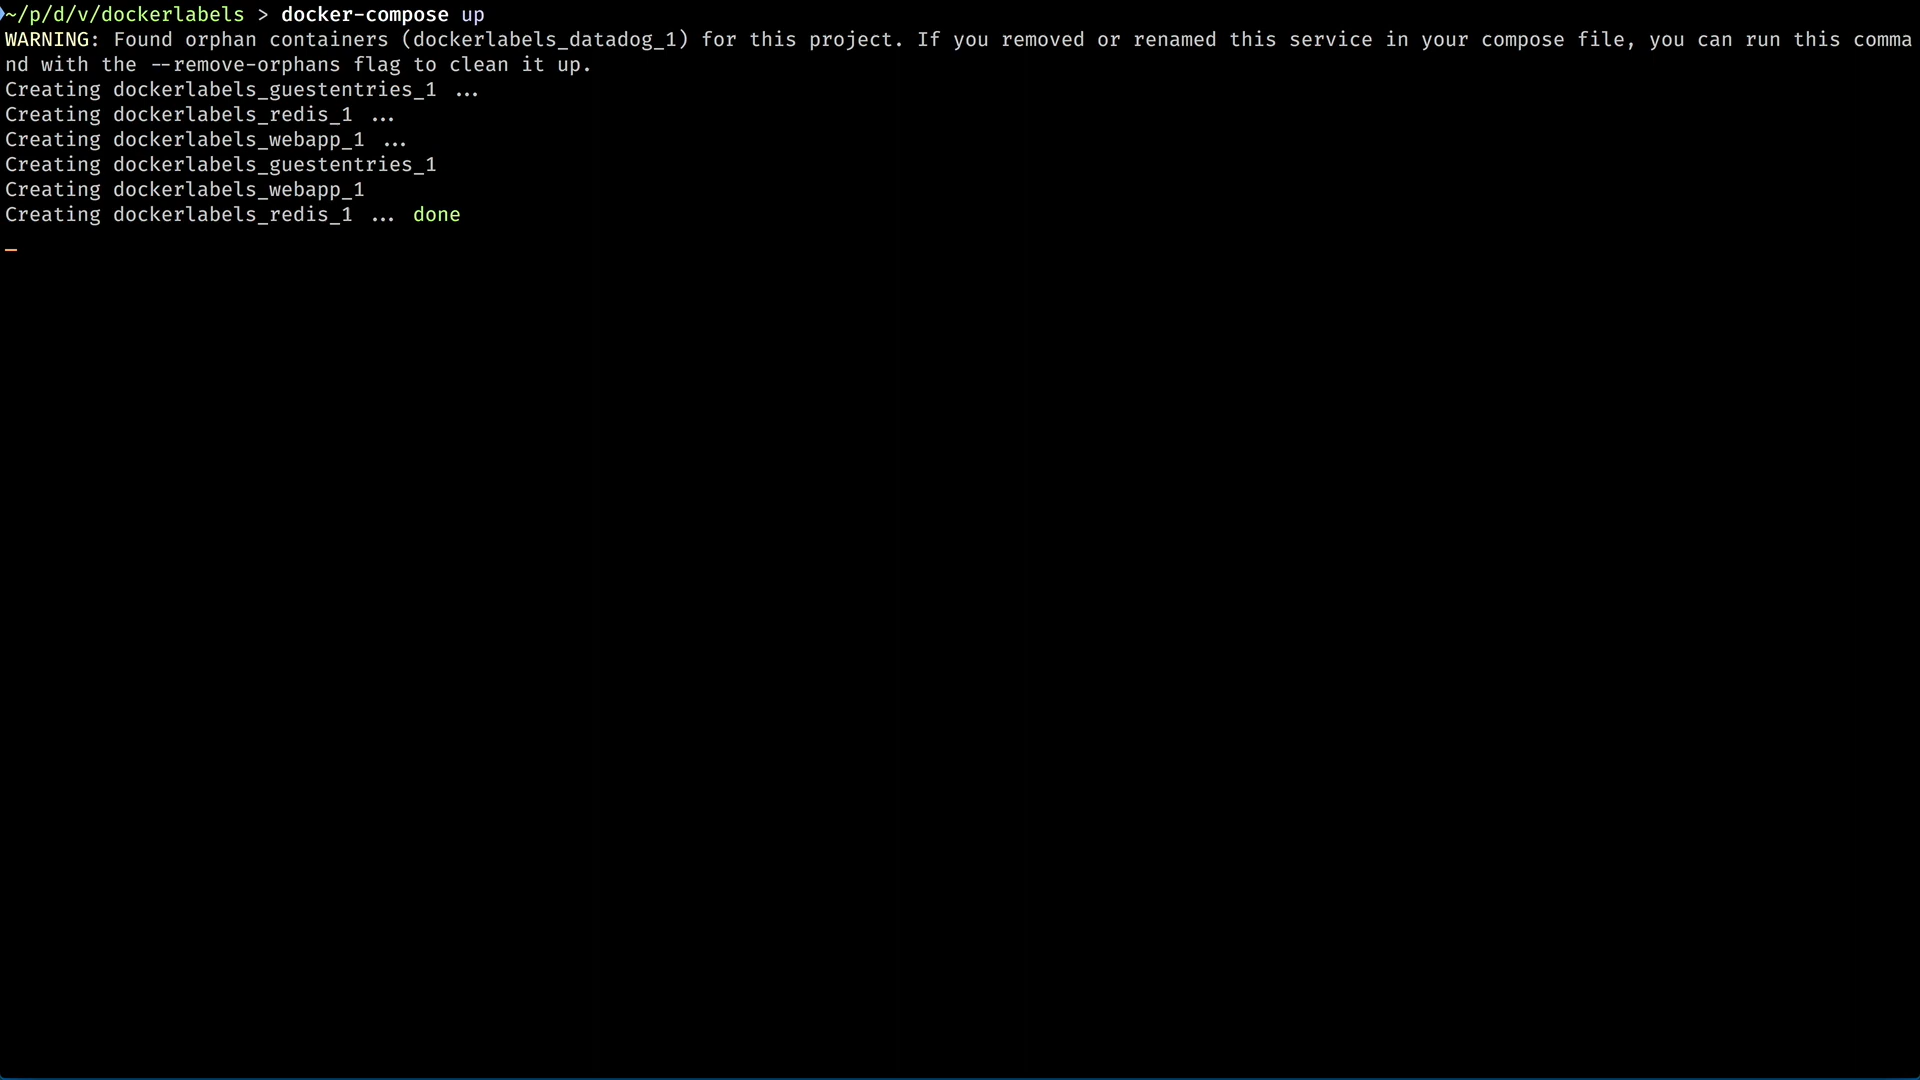 ~/p/d/v/dockerlabels > docker-compose up
WARNING: Found orphan containers (dockerlabels_datadog_1) for this project. If you removed or renamed this service in your compose file, you can run this comma
nd with the --remove-orphans flag to clean it up.
Creating dockerlabels_guestentries_1 ...
Creating dockerlabels_redis_1 ...
Creating dockerlabels_webapp_1 ...
Creating dockerlabels_guestentries_1
Creating dockerlabels_webapp_1
Creating dockerlabels_redis_1 ... done